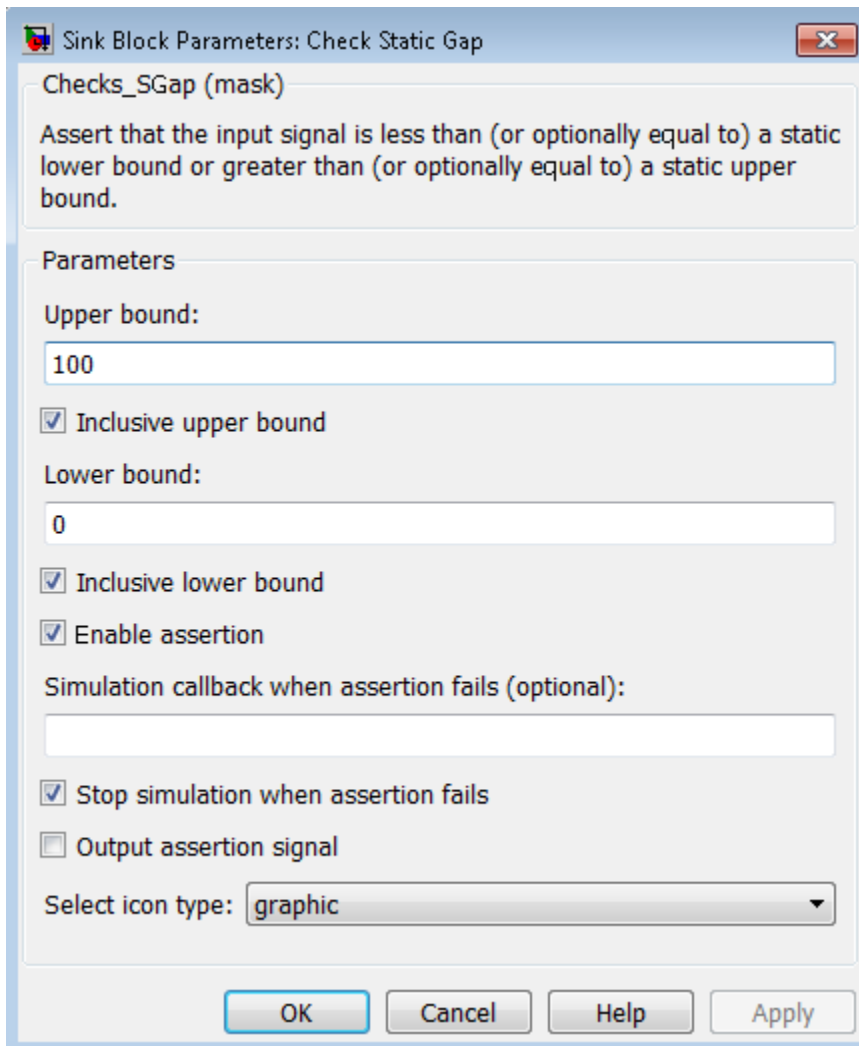 Sink Block Parameters: Check Static Gap
Checks_SGap (mask)
Assert that the input signal is less than (or optionally equal to) a static
lower bound or greater than (or optionally equal to) a static upper
bound.
Parameters
Upper bound:
100
Inclusive upper bound
Lower bound:
0
Inclusive lower bound
Enable assertion
Simulation callback when assertion fails (optional):
Stop simulation when assertion fails
Output assertion signal
Select icon type: graphic
OK Cancel Help Apply